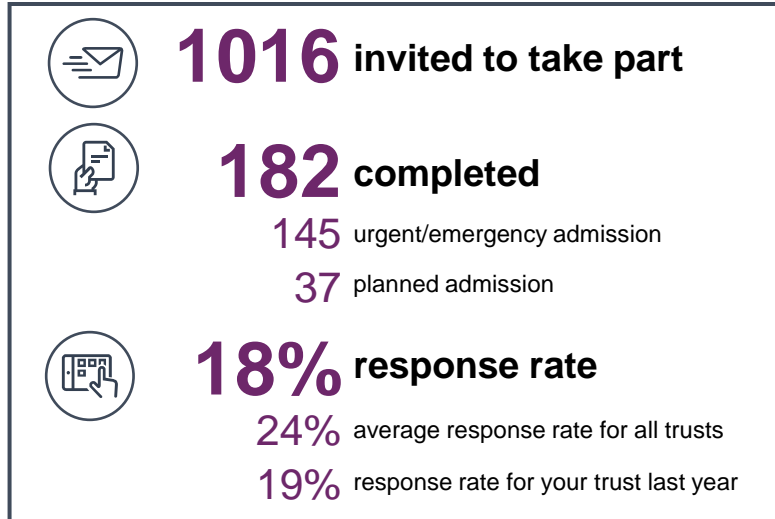 1016 invited to take part
182 completed
145 urgent/emergency admission
37 planned admission
18% response rate
24% average response rate for all trusts
19% response rate for your trust last year